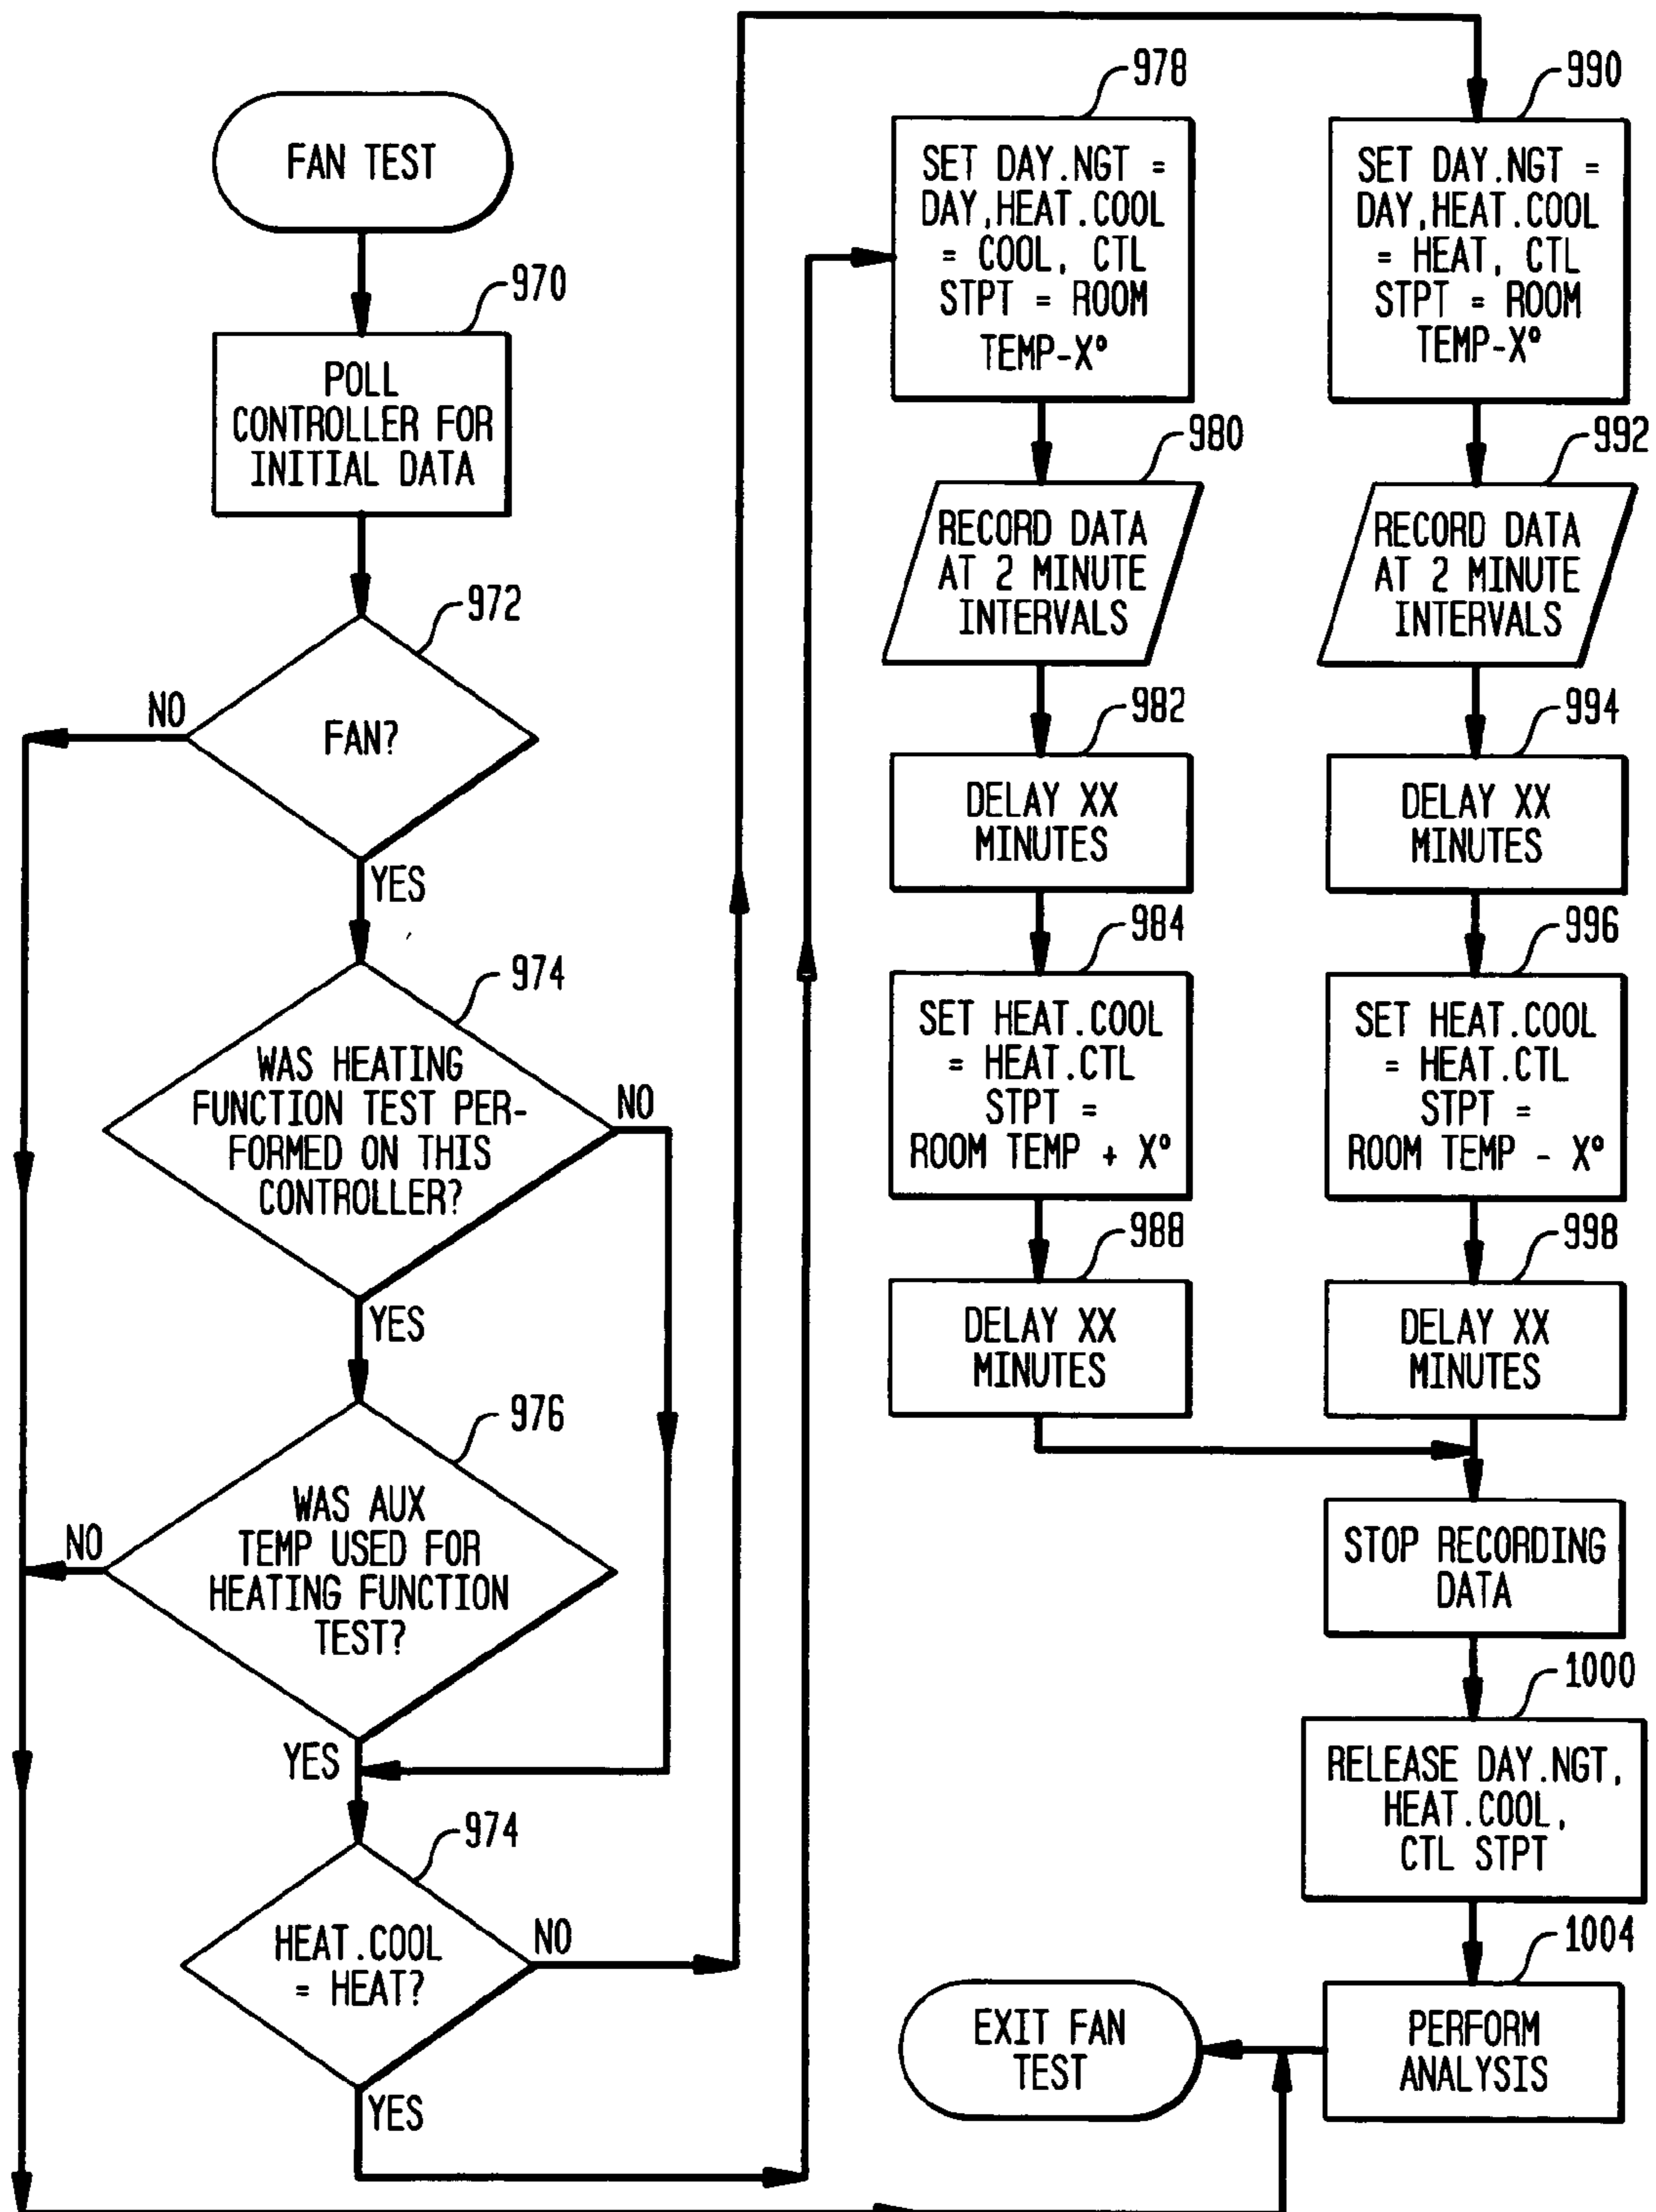 FAN TEST
970
POLL
CONTROLLER FOR
INITIAL DATA
972
FAN?
NO
YES
974
WAS HEATING
FUNCTION TEST PER-
FORMED ON THIS
CONTROLLER?
NO
YES
976
WAS AUX
TEMP USED FOR
HEATING FUNCTION
TEST?
NO
YES
974
HEAT.COOL
= HEAT?
NO
YES
978
SET DAY.NGT =
DAY,HEAT.COOL
= COOL, CTL
STPT = ROOM
TEMP-X°
980
RECORD DATA
AT 2 MINUTE
INTERVALS
982
DELAY XX
MINUTES
984
SET HEAT.COOL
= HEAT.CTL
STPT =
ROOM TEMP + X°
988
DELAY XX
MINUTES
990
SET DAY.NGT =
DAY,HEAT.COOL
= HEAT, CTL
STPT = ROOM
TEMP-X°
992
RECORD DATA
AT 2 MINUTE
INTERVALS
994
DELAY XX
MINUTES
996
SET HEAT.COOL
= HEAT.CTL
STPT =
ROOM TEMP - X°
998
DELAY XX
MINUTES
STOP RECORDING
DATA
1000
RELEASE DAY.NGT,
HEAT.COOL,
CTL STPT
1004
PERFORM
ANALYSIS
EXIT FAN
TEST